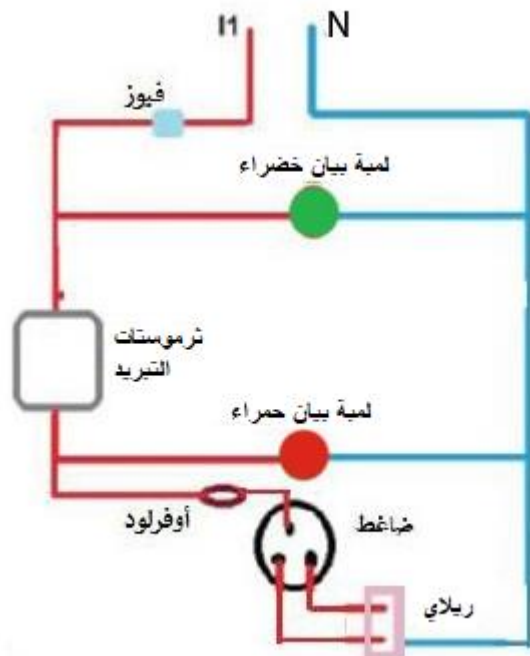 l1 N
فيوز
لمبة بيان خضراء
ثرموستات
التبريد
لمبة بيان حمراء
أوفرلود
ضاغط
ريلاي